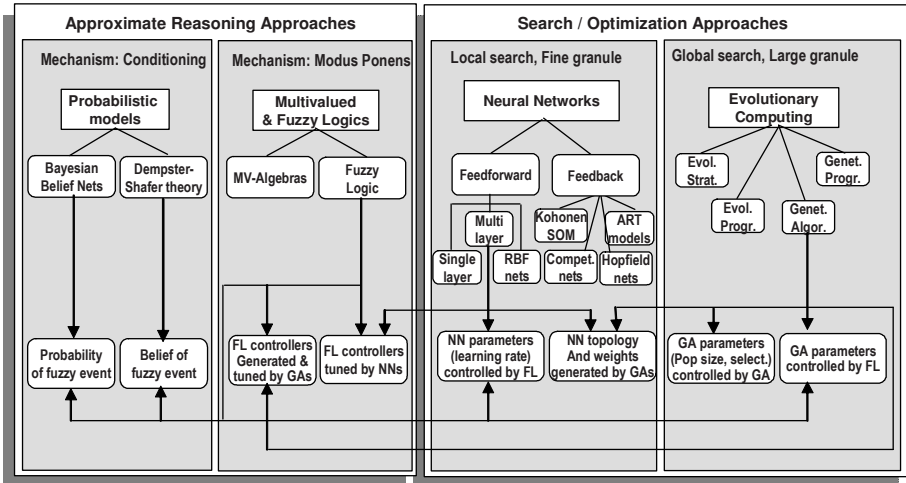 Approximate Reasoning Approaches
Search / Optimization Approaches
Mechanism: Conditioning
Mechanism: Modus Ponens
Local search, Fine granule
Global search, Large granule
Probabilistic
models
Multivalued
& Fuzzy Logics
Neural Networks
Evolutionary
Computing
Bayesian
Belief Nets
Dempster-
Shafer theory
MV-Algebras
Fuzzy
Logic
Feedforward
Feedback
Evol.
Strat.
Genet.
Progr.
Evol.
Progr.
Genet.
Algor.
Multi
layer
Kohonen
SOM
ART
models
Single
layer
RBF
nets
Compet.
nets
Hopfield
nets
Probability
of fuzzy event
Belief of
fuzzy event
FL controllers
Generated &
tuned by GAs
FL controllers
tuned by NNs
NN parameters
(learning rate)
controlled by FL
NN topology
And weights
generated by GAs
GA parameters
(Pop size, select.)
controlled by GA
GA parameters
controlled by FL